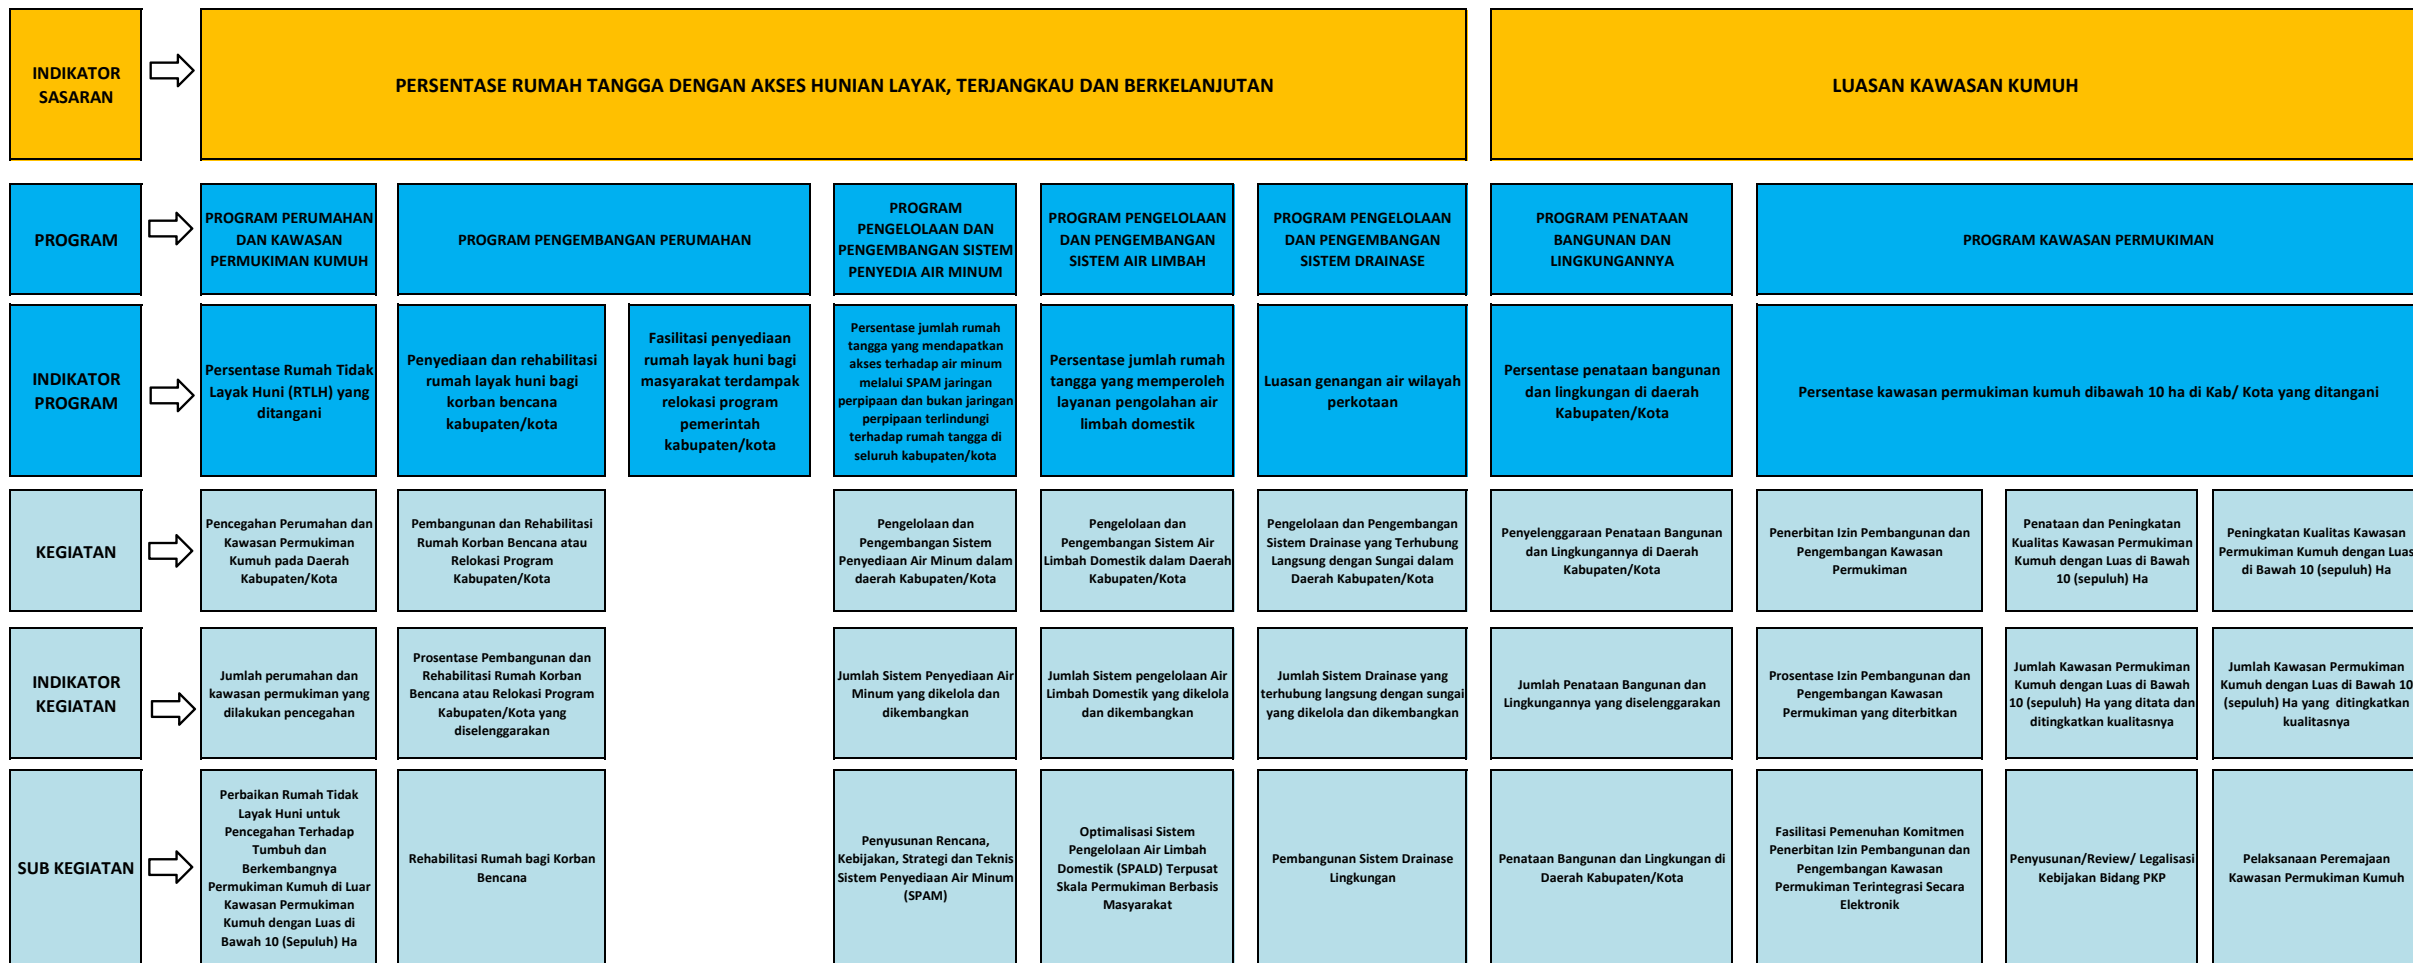 INDIKATOR
SASARAN
PERSENTASE RUMAH TANGGA DENGAN AKSES HUNIAN LAYAK, TERJANGKAU DAN BERKELANJUTAN
LUASAN KAWASAN KUMUH
PROGRAM
PROGRAM PERUMAHAN
DAN KAWASAN
PERMUKIMAN KUMUH
PROGRAM PENGEMBANGAN PERUMAHAN
PROGRAM
PENGELOLAAN DAN
PENGEMBANGAN SISTEM
PENYEDIA AIR MINUM
PROGRAM PENGELOLAAN
DAN PENGEMBANGAN
SISTEM AIR LIMBAH
PROGRAM PENGELOLAAN
DAN PENGEMBANGAN
SISTEM DRAINASE
PROGRAM PENATAAN
BANGUNAN DAN
LINGKUNGANNYA
PROGRAM KAWASAN PERMUKIMAN
INDIKATOR
PROGRAM
Persentase Rumah Tidak
Layak Huni (RTLH) yang
ditangani
Penyediaan dan rehabilitasi
rumah layak huni bagi
korban bencana
kabupaten/kota
Fasilitasi penyediaan
rumah layak huni bagi
masyarakat terdampak
relokasi program
pemerintah
kabupaten/kota
Persentase jumlah rumah
tangga yang mendapatkan
akses terhadap air minum
melalui SPAM jaringan
perpipaan dan bukan jaringan
perpipaan terlindungi
terhadap rumah tangga di
seluruh kabupaten/kota
Persentase jumlah rumah
tangga yang memperoleh
layanan pengolahan air
limbah domestik
Luasan genangan air wilayah
perkotaan
Persentase penataan bangunan
dan lingkungan di daerah
Kabupaten/Kota
Persentase kawasan permukiman kumuh dibawah 10 ha di Kab/ Kota yang ditangani
KEGIATAN
Pencegahan Perumahan dan
Kawasan Permukiman
Kumuh pada Daerah
Kabupaten/Kota
Pembangunan dan Rehabilitasi
Rumah Korban Bencana atau
Relokasi Program
Kabupaten/Kota
Pengelolaan dan
Pengembangan Sistem
Penyediaan Air Minum dalam
daerah Kabupaten/Kota
Pengelolaan dan
Pengembangan Sistem Air
Limbah Domestik dalam Daerah
Kabupaten/Kota
Pengelolaan dan Pengembangan
Sistem Drainase yang Terhubung
Langsung dengan Sungai dalam
Daerah Kabupaten/Kota
Penyelenggaraan Penataan Bangunan
dan Lingkungannya di Daerah
Kabupaten/Kota
Penerbitan Izin Pembangunan dan
Pengembangan Kawasan
Permukiman
Penataan dan Peningkatan
Kualitas Kawasan Permukiman
Kumuh dengan Luas di Bawah
10 (sepuluh) Ha
Peningkatan Kualitas Kawasan
Permukiman Kumuh dengan Luas
di Bawah 10 (sepuluh) Ha
INDIKATOR
KEGIATAN
Jumlah perumahan dan
kawasan permukiman yang
dilakukan pencegahan
Prosentase Pembangunan dan
Rehabilitasi Rumah Korban
Bencana atau Relokasi Program
Kabupaten/Kota yang
diselenggarakan
Jumlah Sistem Penyediaan Air
Minum yang dikelola dan
dikembangkan
Jumlah Sistem pengelolaan Air
Limbah Domestik yang dikelola
dan dikembangkan
Jumlah Sistem Drainase yang
terhubung langsung dengan sungai
yang dikelola dan dikembangkan
Jumlah Penataan Bangunan dan
Lingkungannya yang diselenggarakan
Prosentase Izin Pembangunan dan
Pengembangan Kawasan
Permukiman yang diterbitkan
Jumlah Kawasan Permukiman
Kumuh dengan Luas di Bawah
10 (sepuluh) Ha yang ditata dan
ditingkatkan kualitasnya
Jumlah Kawasan Permukiman
Kumuh dengan Luas di Bawah 10
(sepuluh) Ha yang  ditingkatkan
kualitasnya
SUB KEGIATAN
Perbaikan Rumah Tidak
Layak Huni untuk
Pencegahan Terhadap
Tumbuh dan
Berkembangnya
Permukiman Kumuh di Luar
Kawasan Permukiman
Kumuh dengan Luas di
Bawah 10 (Sepuluh) Ha
Rehabilitasi Rumah bagi Korban
Bencana
Penyusunan Rencana,
Kebijakan, Strategi dan Teknis
Sistem Penyediaan Air Minum
(SPAM)
Optimalisasi Sistem
Pengelolaan Air Limbah
Domestik (SPALD) Terpusat
Skala Permukiman Berbasis
Masyarakat
Pembangunan Sistem Drainase
Lingkungan
Penataan Bangunan dan Lingkungan di
Daerah Kabupaten/Kota
Fasilitasi Pemenuhan Komitmen
Penerbitan Izin Pembangunan dan
Pengembangan Kawasan
Permukiman Terintegrasi Secara
Elektronik
Penyusunan/Review/ Legalisasi
Kebijakan Bidang PKP
Pelaksanaan Peremajaan
Kawasan Permukiman Kumuh